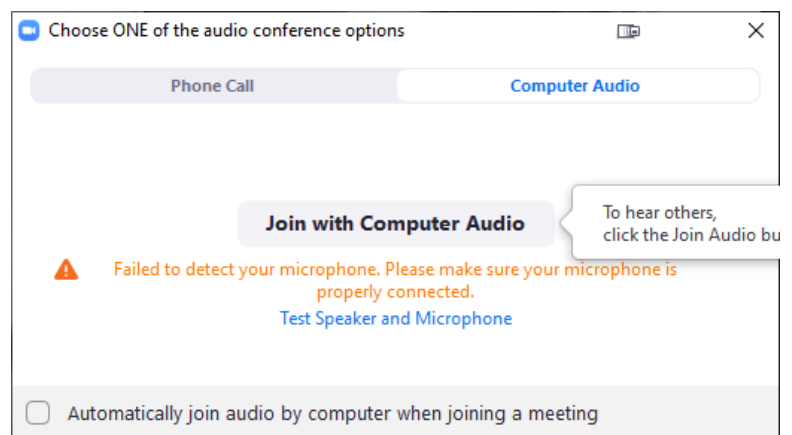 Choose ONE of the audio conference options
Phone Call
Computer Audio
Join with Computer Audio
To hear others,
click the Join Audio bu
Failed to detect your microphone. Please make sure your microphone is
properly connected.
Test Speaker and Microphone
Automatically join audio by computer when joining a meeting